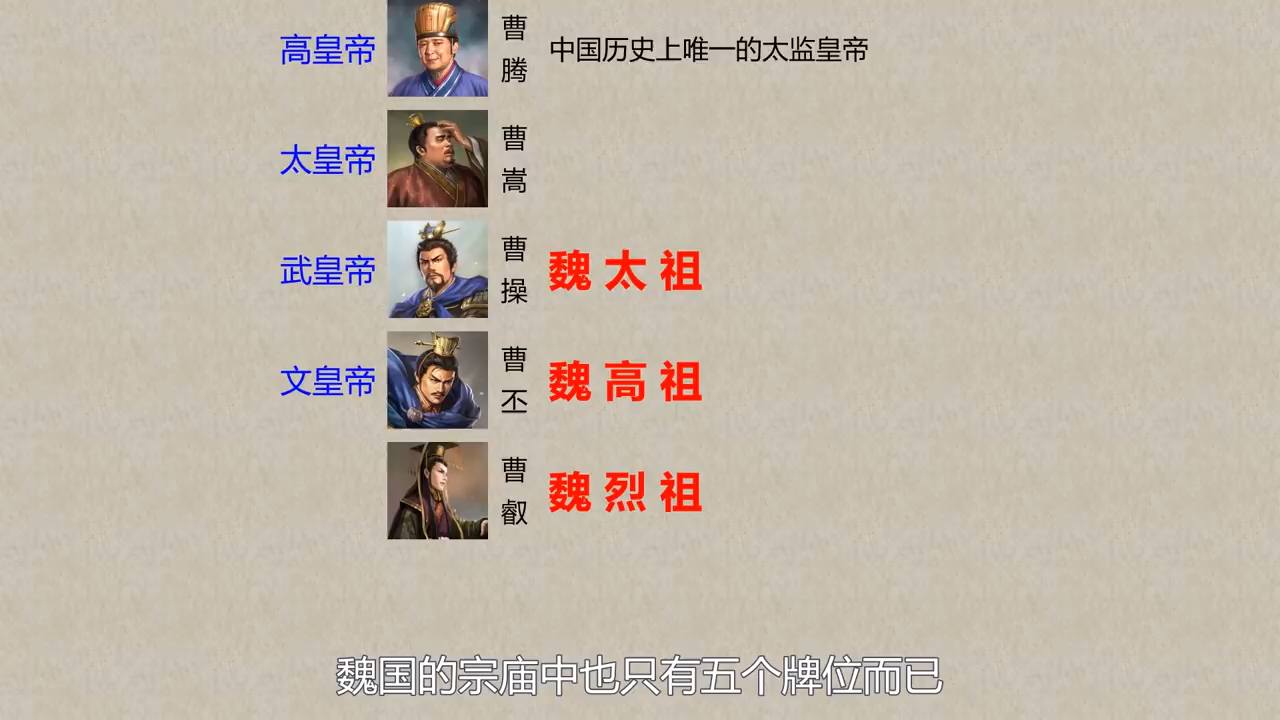 高皇帝 曹腾 中国历史上唯一的太监皇帝
太皇帝 曹嵩
武皇帝 曹操 魏太祖
文皇帝 曹丕 魏高祖
曹叡 魏烈祖
魏国的宗庙中也只有五个牌位而已